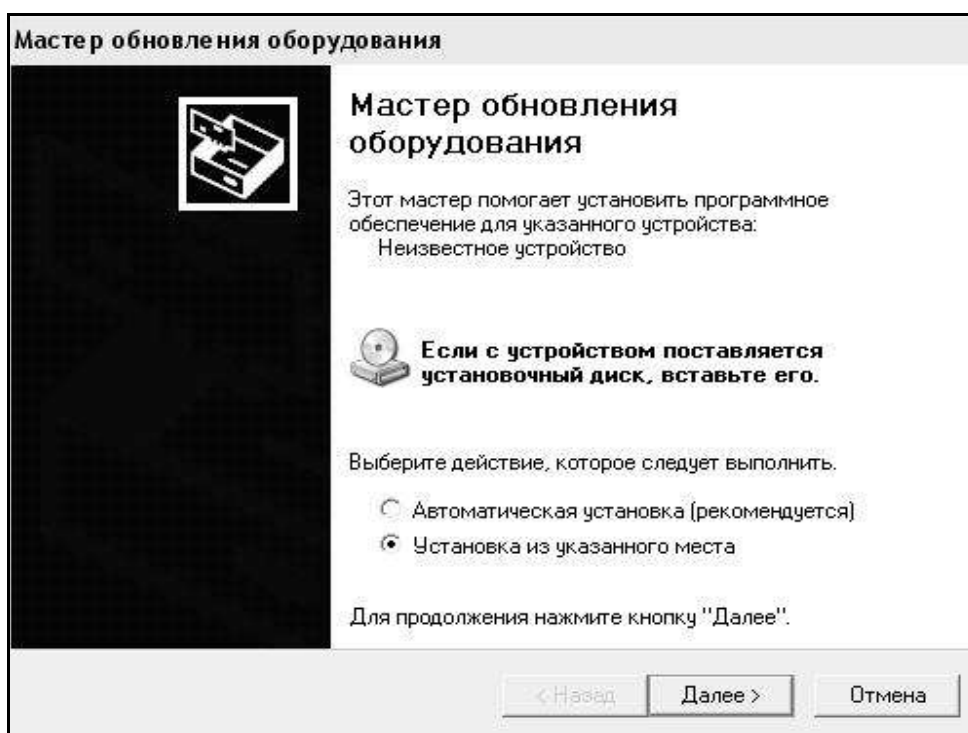 Мастер обновления оборудования
Мастер обновления
оборудования
Этот мастер помогает установить программное
обеспечение для указанного устройства:
Неизвестное устройство
Если с устройством поставляется
установочный диск, вставьте его.
Выберите действие, которое следует выполнить.
Автоматическая установка (рекомендуется)
Установка из указанного места
Для продолжения нажмите кнопку "Далее".
< Назад Далее > Отмена